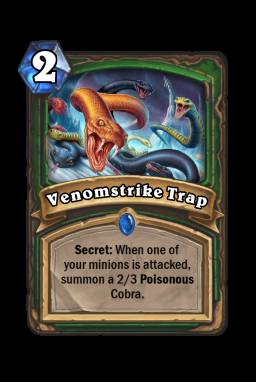 2
Venomstrike Trap
Secret: When one of
your minions is attacked,
summon a 2/3 Poisonous
Cobra.